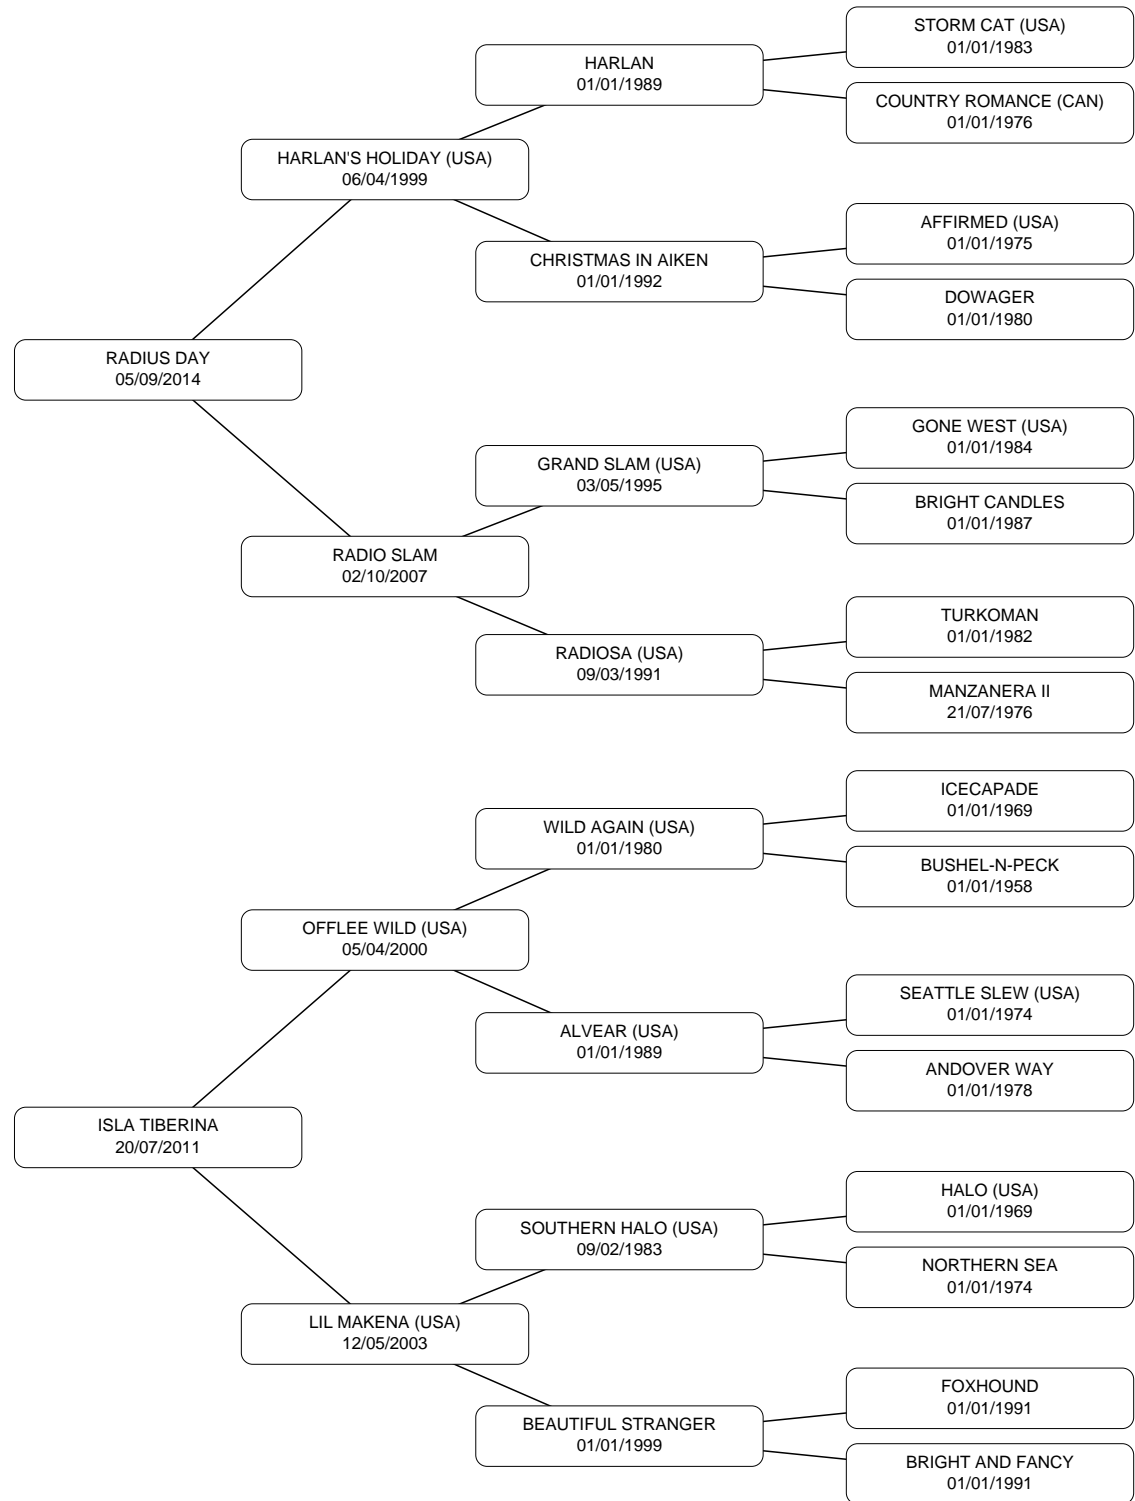 STORM CAT (USA)
01/01/1983
HARLAN
01/01/1989
COUNTRY ROMANCE (CAN)
01/01/1976
HARLAN'S HOLIDAY (USA)
06/04/1999
AFFIRMED (USA)
01/01/1975
CHRISTMAS IN AIKEN
01/01/1992
DOWAGER
01/01/1980
RADIUS DAY
05/09/2014
GONE WEST (USA)
01/01/1984
GRAND SLAM (USA)
03/05/1995
BRIGHT CANDLES
01/01/1987
RADIO SLAM
02/10/2007
TURKOMAN
01/01/1982
RADIOSA (USA)
09/03/1991
MANZANERA II
21/07/1976
ICECAPADE
01/01/1969
WILD AGAIN (USA)
01/01/1980
BUSHEL-N-PECK
01/01/1958
OFFLEE WILD (USA)
05/04/2000
SEATTLE SLEW (USA)
01/01/1974
ALVEAR (USA)
01/01/1989
ANDOVER WAY
01/01/1978
ISLA TIBERINA
20/07/2011
HALO (USA)
01/01/1969
SOUTHERN HALO (USA)
09/02/1983
NORTHERN SEA
01/01/1974
LIL MAKENA (USA)
12/05/2003
FOXHOUND
01/01/1991
BEAUTIFUL STRANGER
01/01/1999
BRIGHT AND FANCY
01/01/1991